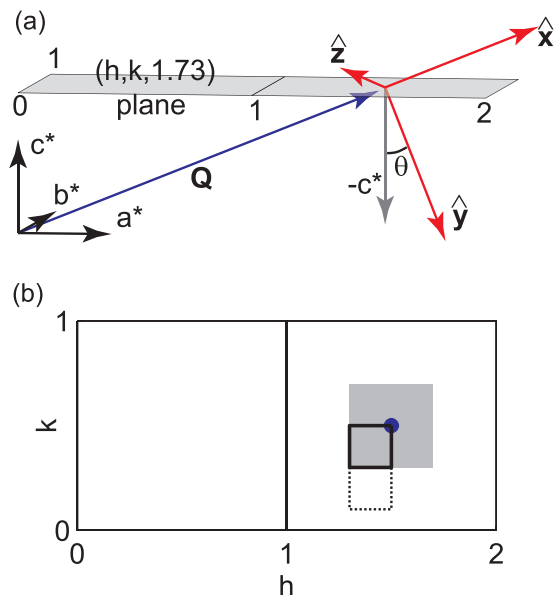 (a)
x̂
ẑ
1
(h,k,1.73)
0
plane
1
2
c*
Q
-c*
θ
b*
a*
ŷ
(b)
1
k
0
0
1
2
h